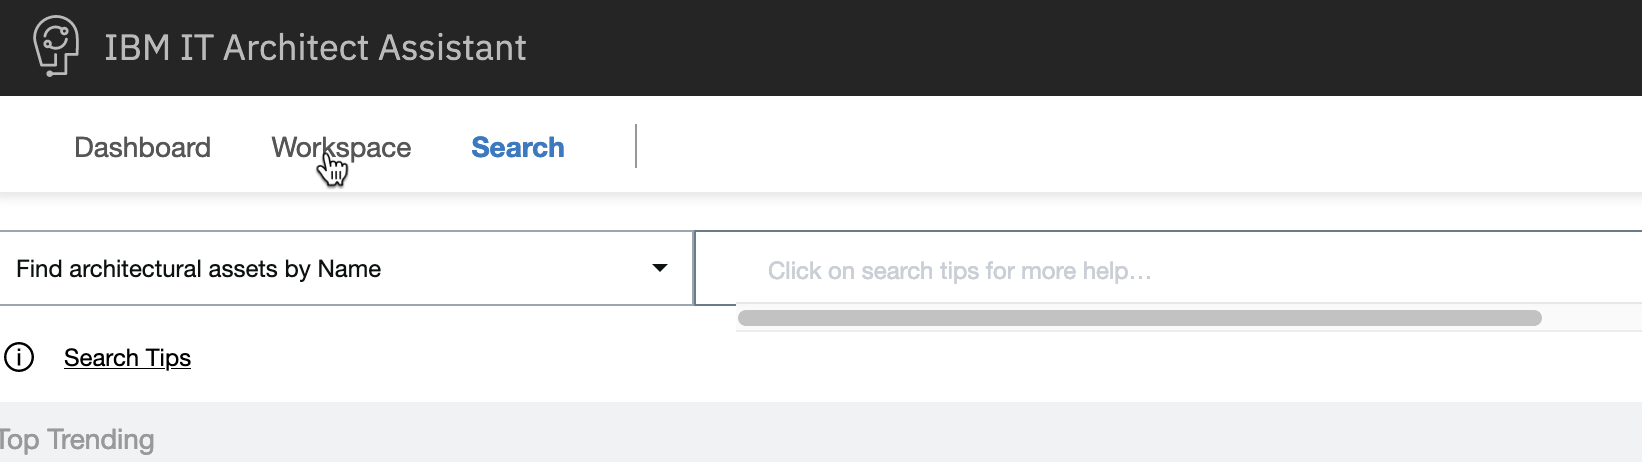 IBM IT Architect Assistant
Dashboard Workspace Search
Find architectural assets by Name
Click on search tips for more help...
Search Tips
Top Trending